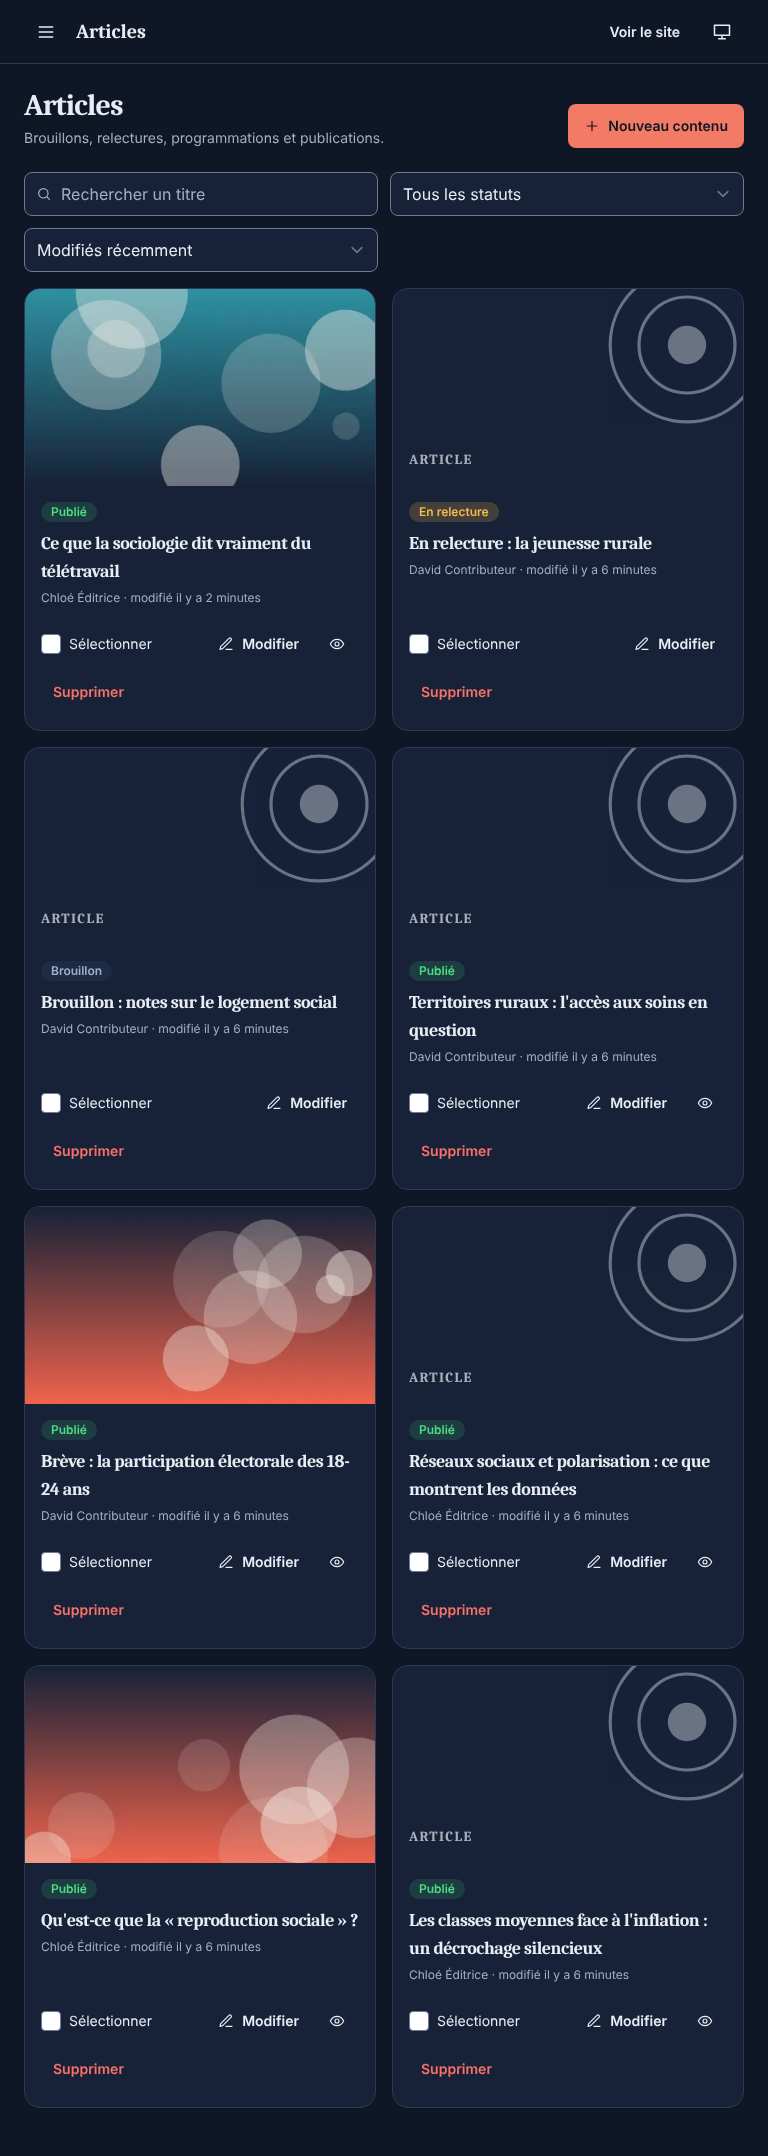 Articles
Voir le site
Articles
Brouillons, relectures, programmations et publications.
Nouveau contenu
Rechercher un titre
Tous les statuts
Modifiés récemment
Publié
Ce que la sociologie dit vraiment du
télétravail
Chloé Éditrice · modifié il y a 2 minutes
Sélectionner
Modifier
Supprimer
ARTICLE
En relecture
En relecture : la jeunesse rurale
David Contributeur · modifié il y a 6 minutes
Sélectionner
Modifier
Supprimer
ARTICLE
Brouillon
Brouillon : notes sur le logement social
David Contributeur · modifié il y a 6 minutes
Sélectionner
Modifier
Supprimer
ARTICLE
Publié
Territoires ruraux : l'accès aux soins en
question
David Contributeur · modifié il y a 6 minutes
Sélectionner
Modifier
Supprimer
Publié
Brève : la participation électorale des 18-
24 ans
David Contributeur · modifié il y a 6 minutes
Sélectionner
Modifier
Supprimer
ARTICLE
Publié
Réseaux sociaux et polarisation : ce que
montrent les données
Chloé Éditrice · modifié il y a 6 minutes
Sélectionner
Modifier
Supprimer
Publié
Qu'est-ce que la « reproduction sociale » ?
Chloé Éditrice · modifié il y a 6 minutes
Sélectionner
Modifier
Supprimer
ARTICLE
Publié
Les classes moyennes face à l'inflation :
un décrochage silencieux
Chloé Éditrice · modifié il y a 6 minutes
Sélectionner
Modifier
Supprimer